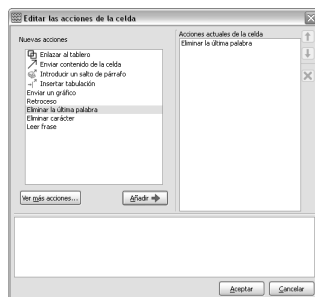 Editar las acciones de la celda
Nuevas acciones
Enlazar al tablero
Enviar contenido de la celda
Introducir un salto de párrafo
Insertar tabulación
Enviar un gráfico
Retroceso
Eliminar la última palabra
Eliminar carácter
Leer frase
Ver más acciones...
Añadir
Acciones actuales de la celda
Eliminar la última palabra
Aceptar
Cancelar